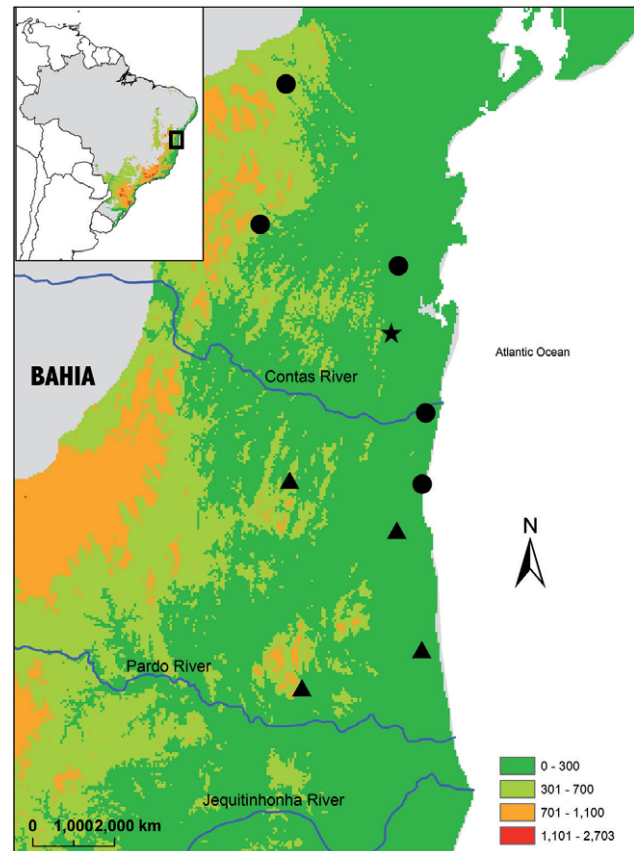 BAHIA
Contas River
Atlantic Ocean
N
Pardo River
Jequitinhonha River
0 1,0002,000 km
0 - 300
301 - 700
701 - 1,100
1,101 - 2,703